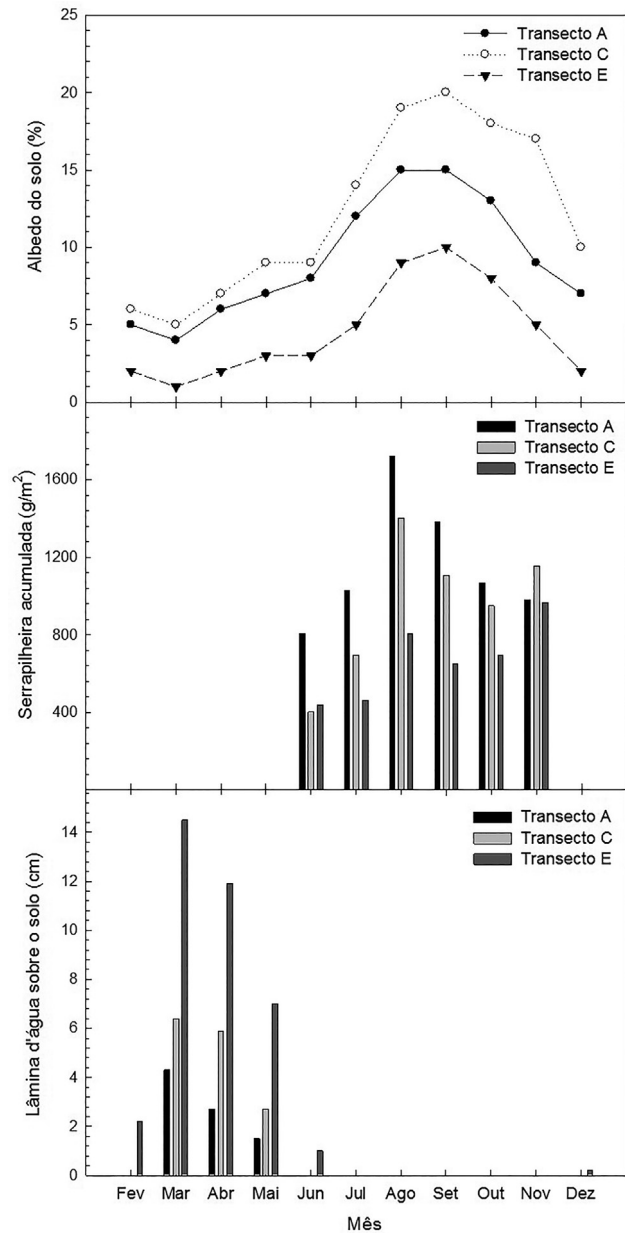 25
20
15
10
5
0
Albedo do solo (%)
Transecto A
Transecto C
Transecto E
1600
1200
800
400
Serrapilheira acumulada (g/m²)
Transecto A
Transecto C
Transecto E
14
12
10
8
6
4
2
0
Lâmina d'água sobre o solo (cm)
Transecto A
Transecto C
Transecto E
Fev Mar Abr Mai Jun Jul Ago Set Out Nov Dez
Mês